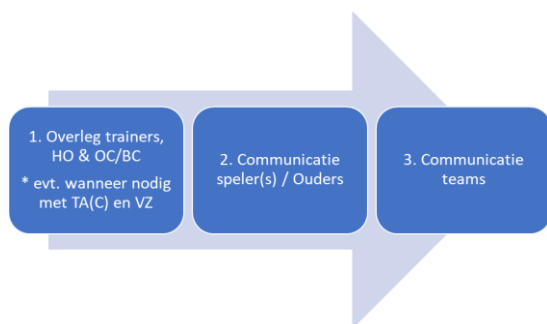 1. Overleg trainers,
HO & OC/BC
* evt. wanneer nodig
met TA(C) en VZ
2. Communicatie
speler(s) / Ouders
3. Communicatie
teams